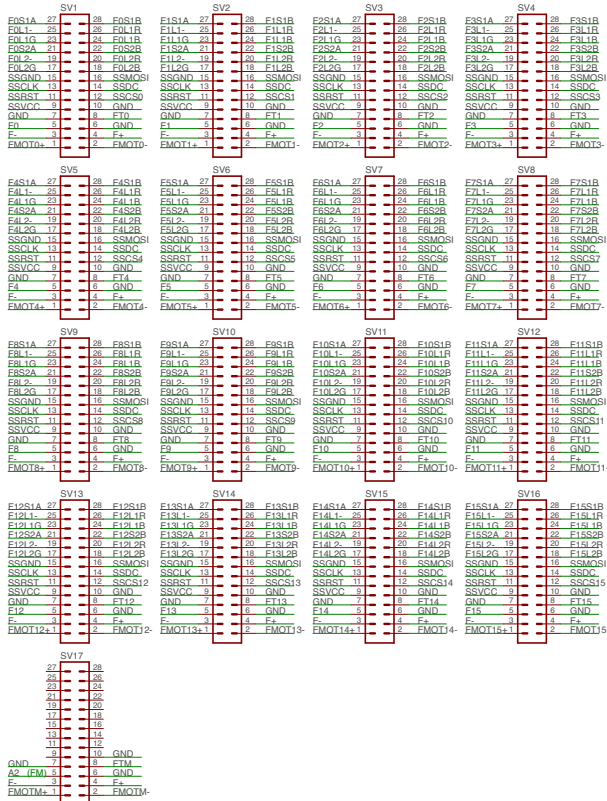 SV1
F0S1A 27 28 F0S1B
F0L1- 25 26 F0L1R
F0L1G 23 24 F0L1B
F0S2A 21 22 F0S2B
F0L2- 19 20 F0L2R
F0L2G 17 18 F0L2B
SSGND 15 16 SSMOSI
SSCLK 13 14 SSDC
SSRST 11 12 SSCS0
SSVCC 9 10 GND
GND 7 8 FT0
F0 5 6 GND
F- 3 4 F+
FMOT0+ 1 2 FMOT0-
SV2
F1S1A 27 28 F1S1B
F1L1- 25 26 F1L1R
F1L1G 23 24 F1L1B
F1S2A 21 22 F1S2B
F1L2- 19 20 F1L2R
F1L2G 17 18 F1L2B
SSGND 15 16 SSMOSI
SSCLK 13 14 SSDC
SSRST 11 12 SSCS1
SSVCC 9 10 GND
GND 7 8 FT1
F1 5 6 GND
F- 3 4 F+
FMOT1+ 1 2 FMOT1-
SV3
F2S1A 27 28 F2S1B
F2L1- 25 26 F2L1R
F2L1G 23 24 F2L1B
F2S2A 21 22 F2S2B
F2L2- 19 20 F2L2R
F2L2G 17 18 F2L2B
SSGND 15 16 SSMOSI
SSCLK 13 14 SSDC
SSRST 11 12 SSCS2
SSVCC 9 10 GND
GND 7 8 FT2
F2 5 6 GND
F- 3 4 F+
FMOT2+ 1 2 FMOT2-
SV4
F3S1A 27 28 F3S1B
F3L1- 25 26 F3L1R
F3L1G 23 24 F3L1B
F3S2A 21 22 F3S2B
F3L2- 19 20 F3L2R
F3L2G 17 18 F3L2B
SSGND 15 16 SSMOSI
SSCLK 13 14 SSDC
SSRST 11 12 SSCS3
SSVCC 9 10 GND
GND 7 8 FT3
F3 5 6 GND
F- 3 4 F+
FMOT3+ 1 2 FMOT3-
SV5
F4S1A 27 28 F4S1B
F4L1- 25 26 F4L1R
F4L1G 23 24 F4L1B
F4S2A 21 22 F4S2B
F4L2- 19 20 F4L2R
F4L2G 17 18 F4L2B
SSGND 15 16 SSMOSI
SSCLK 13 14 SSDC
SSRST 11 12 SSCS4
SSVCC 9 10 GND
GND 7 8 FT4
F4 5 6 GND
F- 3 4 F+
FMOT4+ 1 2 FMOT4-
SV6
F5S1A 27 28 F5S1B
F5L1- 25 26 F5L1R
F5L1G 23 24 F5L1B
F5S2A 21 22 F5S2B
F5L2- 19 20 F5L2R
F5L2G 17 18 F5L2B
SSGND 15 16 SSMOSI
SSCLK 13 14 SSDC
SSRST 11 12 SSCS5
SSVCC 9 10 GND
GND 7 8 FT5
F5 5 6 GND
F- 3 4 F+
FMOT5+ 1 2 FMOT5-
SV7
F6S1A 27 28 F6S1B
F6L1- 25 26 F6L1R
F6L1G 23 24 F6L1B
F6S2A 21 22 F6S2B
F6L2- 19 20 F6L2R
F6L2G 17 18 F6L2B
SSGND 15 16 SSMOSI
SSCLK 13 14 SSDC
SSRST 11 12 SSCS6
SSVCC 9 10 GND
GND 7 8 FT6
F6 5 6 GND
F- 3 4 F+
FMOT6+ 1 2 FMOT6-
SV8
F7S1A 27 28 F7S1B
F7L1- 25 26 F7L1R
F7L1G 23 24 F7L1B
F7S2A 21 22 F7S2B
F7L2- 19 20 F7L2R
F7L2G 17 18 F7L2B
SSGND 15 16 SSMOSI
SSCLK 13 14 SSDC
SSRST 11 12 SSCS7
SSVCC 9 10 GND
GND 7 8 FT7
F7 5 6 GND
F- 3 4 F+
FMOT7+ 1 2 FMOT7-
SV9
F8S1A 27 28 F8S1B
F8L1- 25 26 F8L1R
F8L1G 23 24 F8L1B
F8S2A 21 22 F8S2B
F8L2- 19 20 F8L2R
F8L2G 17 18 F8L2B
SSGND 15 16 SSMOSI
SSCLK 13 14 SSDC
SSRST 11 12 SSCS8
SSVCC 9 10 GND
GND 7 8 FT8
F8 5 6 GND
F- 3 4 F+
FMOT8+ 1 2 FMOT8-
SV10
F9S1A 27 28 F9S1B
F9L1- 25 26 F9L1R
F9L1G 23 24 F9L1B
F9S2A 21 22 F9S2B
F9L2- 19 20 F9L2R
F9L2G 17 18 F9L2B
SSGND 15 16 SSMOSI
SSCLK 13 14 SSDC
SSRST 11 12 SSCS9
SSVCC 9 10 GND
GND 7 8 FT9
F9 5 6 GND
F- 3 4 F+
FMOT9+ 1 2 FMOT9-
SV11
F10S1A 27 28 F10S1B
F10L1- 25 26 F10L1R
F10L1G 23 24 F10L1B
F10S2A 21 22 F10S2B
F10L2- 19 20 F10L2R
F10L2G 17 18 F10L2B
SSGND 15 16 SSMOSI
SSCLK 13 14 SSDC
SSRST 11 12 SSCS10
SSVCC 9 10 GND
GND 7 8 FT10
F10 5 6 GND
F- 3 4 F+
FMOT10+ 1 2 FMOT10-
SV12
F11S1A 27 28 F11S1B
F11L1- 25 26 F11L1R
F11L1G 23 24 F11L1B
F11S2A 21 22 F11S2B
F11L2- 19 20 F11L2R
F11L2G 17 18 F11L2B
SSGND 15 16 SSMOSI
SSCLK 13 14 SSDC
SSRST 11 12 SSCS11
SSVCC 9 10 GND
GND 7 8 FT11
F11 5 6 GND
F- 3 4 F+
FMOT11+ 1 2 FMOT11-
SV13
F12S1A 27 28 F12S1B
F12L1- 25 26 F12L1R
F12L1G 23 24 F12L1B
F12S2A 21 22 F12S2B
F12L2- 19 20 F12L2R
F12L2G 17 18 F12L2B
SSGND 15 16 SSMOSI
SSCLK 13 14 SSDC
SSRST 11 12 SSCS12
SSVCC 9 10 GND
GND 7 8 FT12
F12 5 6 GND
F- 3 4 F+
FMOT12+ 1 2 FMOT12-
SV14
F13S1A 27 28 F13S1B
F13L1- 25 26 F13L1R
F13L1G 23 24 F13L1B
F13S2A 21 22 F13S2B
F13L2- 19 20 F13L2R
F13L2G 17 18 F13L2B
SSGND 15 16 SSMOSI
SSCLK 13 14 SSDC
SSRST 11 12 SSCS13
SSVCC 9 10 GND
GND 7 8 FT13
F13 5 6 GND
F- 3 4 F+
FMOT13+ 1 2 FMOT13-
SV15
F14S1A 27 28 F14S1B
F14L1- 25 26 F14L1R
F14L1G 23 24 F14L1B
F14S2A 21 22 F14S2B
F14L2- 19 20 F14L2R
F14L2G 17 18 F14L2B
SSGND 15 16 SSMOSI
SSCLK 13 14 SSDC
SSRST 11 12 SSCS14
SSVCC 9 10 GND
GND 7 8 FT14
F14 5 6 GND
F- 3 4 F+
FMOT14+ 1 2 FMOT14-
SV16
F15S1A 27 28 F15S1B
F15L1- 25 26 F15L1R
F15L1G 23 24 F15L1B
F15S2A 21 22 F15S2B
F15L2- 19 20 F15L2R
F15L2G 17 18 F15L2B
SSGND 15 16 SSMOSI
SSCLK 13 14 SSDC
SSRST 11 12 SSCS15
SSVCC 9 10 GND
GND 7 8 FT15
F15 5 6 GND
F- 3 4 F+
FMOT15+ 1 2 FMOT15
SV17
27 28
25 26
23 24
21 22
19 20
17 18
15 16
13 14
11 12
9 10 GND
GND 7 8 FTM
A2 (FM) 5 6 GND
F- 3 4 F+
FMOTM+ 1 2 FMOTM-